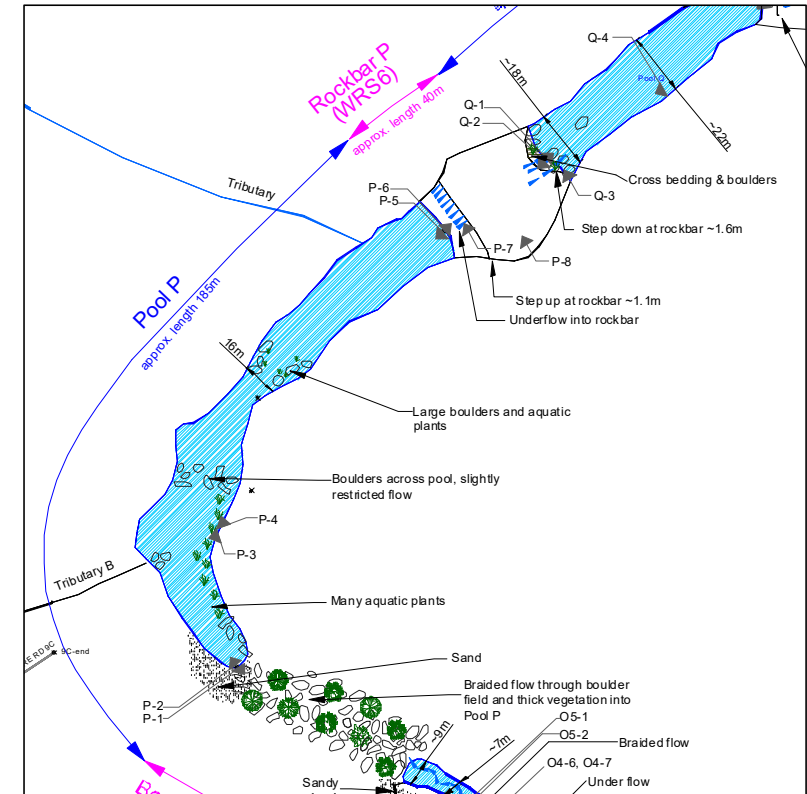 Q-4
Pool Q
Rockbar P
(WRS6)
approx. length 40m
~18m
~22m
Q-1
Q-2
Cross bedding & boulders
Q-3
Step down at rockbar ~1.6m
Tributary
P-6
P-5
P-7
P-8
Step up at rockbar ~1.1m
Underflow into rockbar
Pool P
approx. length 185m
16m
Large boulders and aquatic
plants
Boulders across pool, slightly
restricted flow
P-4
P-3
Tributary B
Many aquatic plants
9C-end
Sand
P-2
P-1
Braided flow through boulder
field and thick vegetation into
Pool P
O5-1
O5-2
Braided flow
~9m
~7m
O4-6, O4-7
Under flow
Sandy